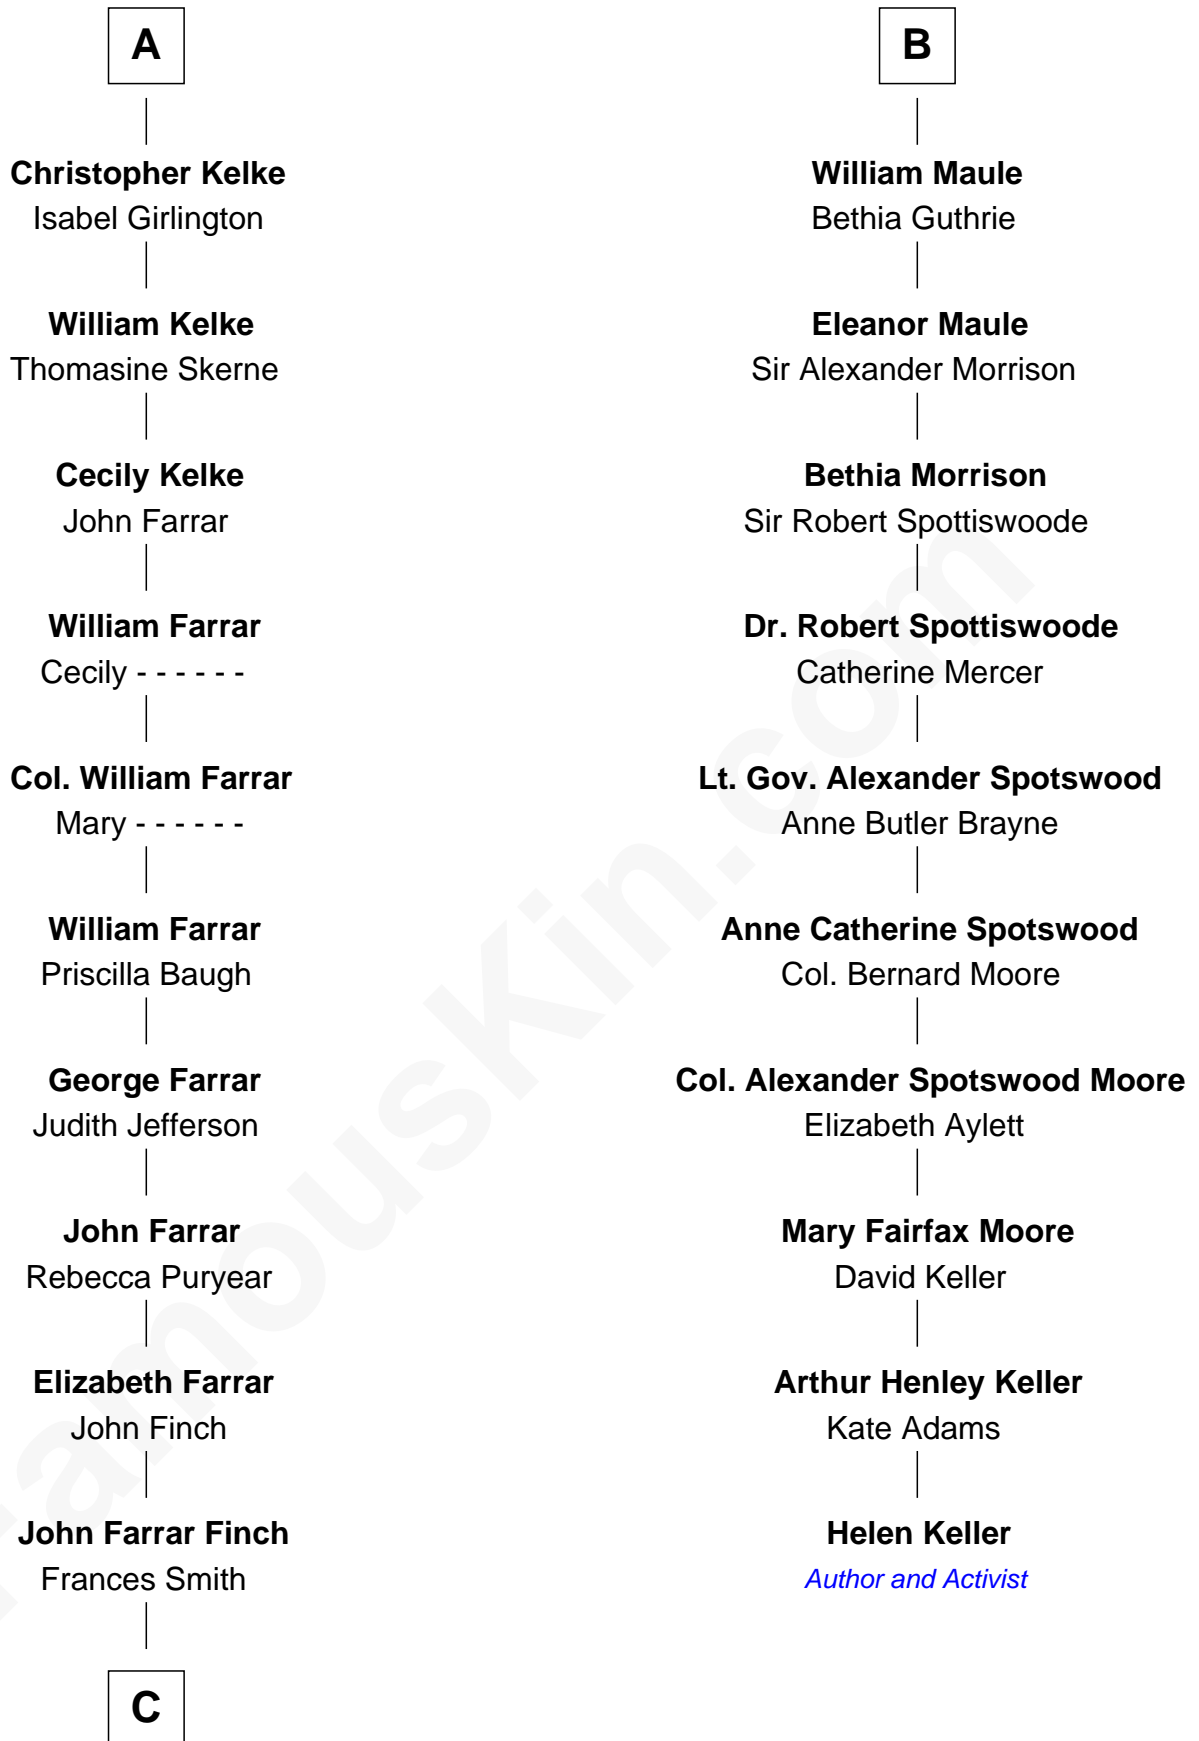 A
Christopher Kelke
Isabel Girlington
William Kelke
Thomasine Skerne
Cecily Kelke
John Farrar
William Farrar
Cecily - - - - - -
Col. William Farrar
Mary - - - - - -
William Farrar
Priscilla Baugh
George Farrar
Judith Jefferson
John Farrar
Rebecca Puryear
Elizabeth Farrar
John Finch
John Farrar Finch
Frances Smith
C
B
William Maule
Bethia Guthrie
Eleanor Maule
Sir Alexander Morrison
Bethia Morrison
Sir Robert Spottiswoode
Dr. Robert Spottiswoode
Catherine Mercer
Lt. Gov. Alexander Spotswood
Anne Butler Brayne
Anne Catherine Spotswood
Col. Bernard Moore
Col. Alexander Spotswood Moore
Elizabeth Aylett
Mary Fairfax Moore
David Keller
Arthur Henley Keller
Kate Adams
Helen Keller
Author and Activist
FamousKin.com